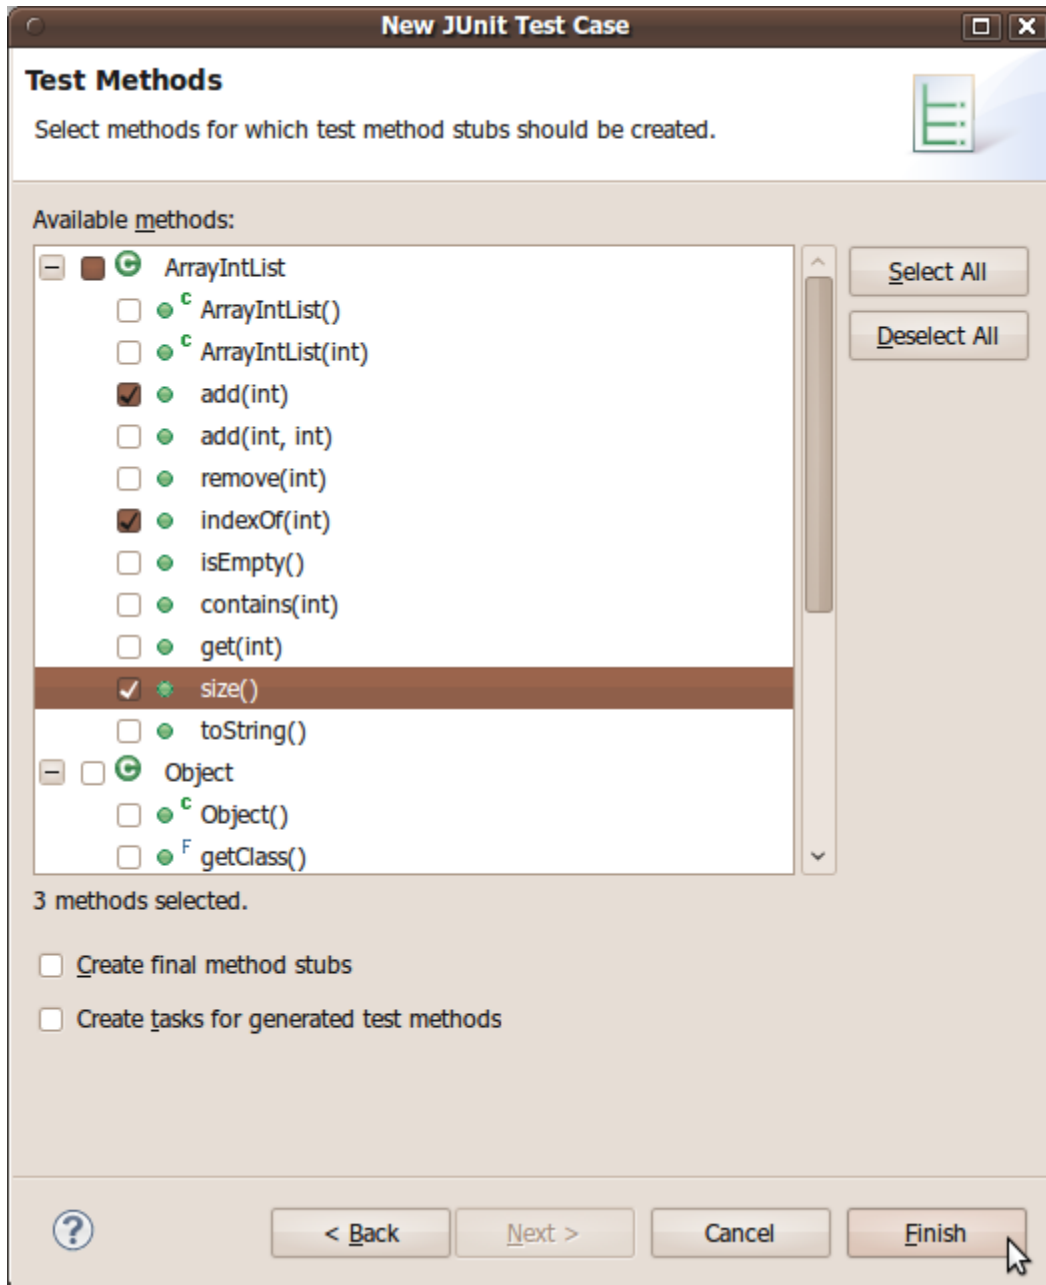 New JUnit Test Case
Test Methods
Select methods for which test method stubs should be created.
Available methods:
ArrayIntList
Select All
C ArrayIntList()
Deselect All
C ArrayIntList(int)
add(int)
add(int, int)
remove(int)
indexOf(int)
isEmpty()
contains(int)
get(int)
size()
toString()
Object
C Object()
F getClass()
3 methods selected.
Create final method stubs
Create tasks for generated test methods
? < Back Next > Cancel Finish